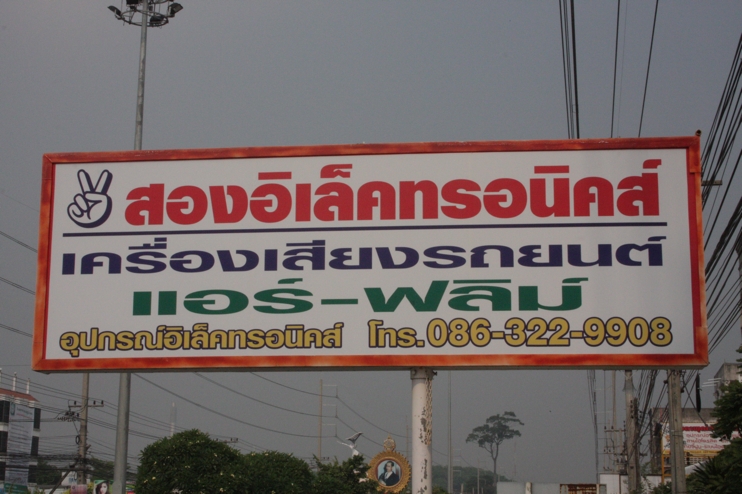 สองอิเล็คทรอนิคส์
เครื่องเสียงรถยนต์
แอร์-ฟลิม์
อุปกรณ์อิเล็คทรอนิคส์ โทร.086-322-9908